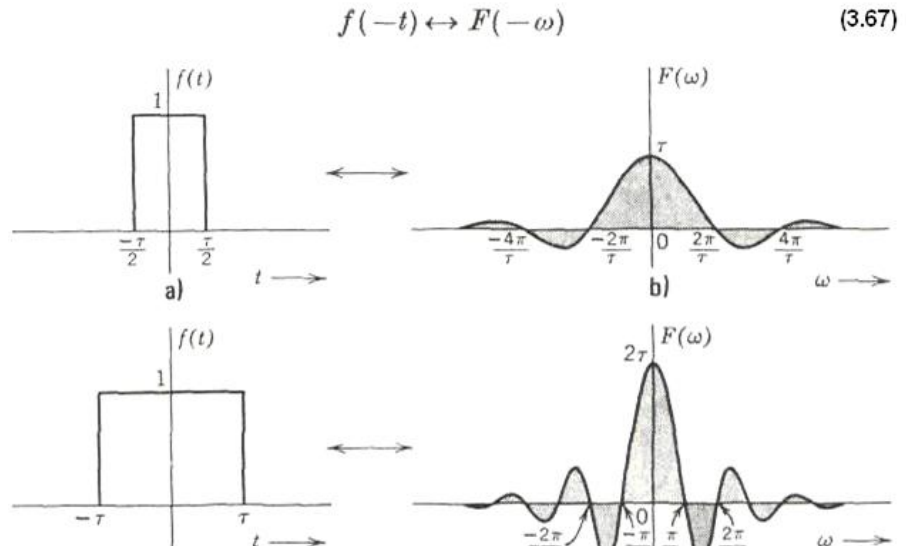 f(−t) ↔ F(−ω) (3.67)
f(t)
1
−τ/2 τ/2
t
a)
F(ω)
τ
−4π/τ −2π/τ 0 2π/τ 4π/τ
ω
b)
f(t)
1
−τ τ
t
F(ω)
2τ
0
−2π −π π 2π
ω